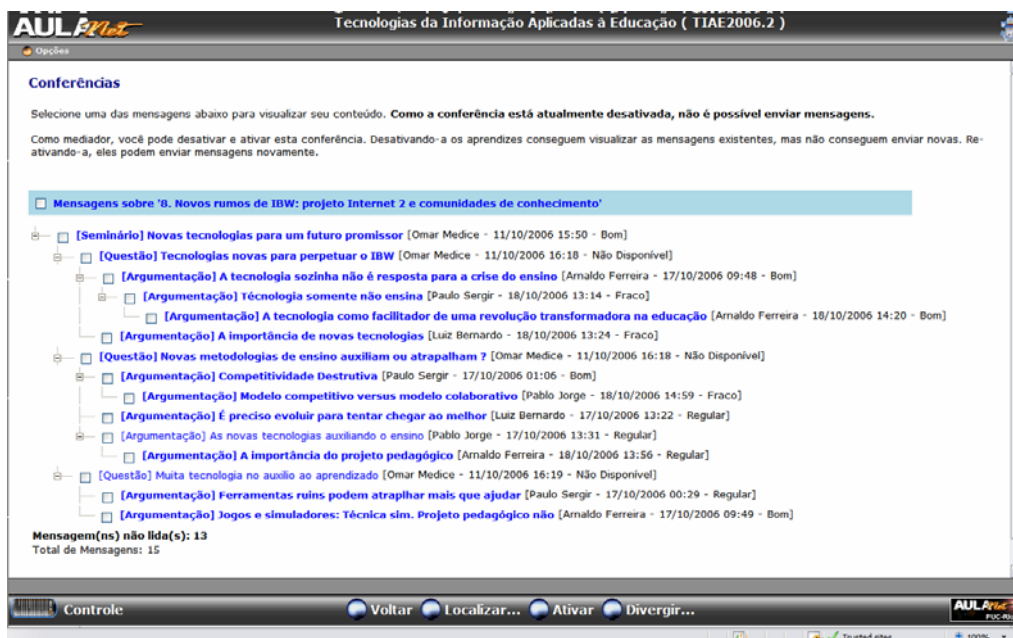 AULANet
Tecnologias da Informação Aplicadas à Educação ( TIAE2006.2 )
Opções
Conferências
Selecione uma das mensagens abaixo para visualizar seu conteúdo. Como a conferência está atualmente desativada, não é possível enviar mensagens.
Como mediador, você pode desativar e ativar esta conferência. Desativando-a os aprendizes conseguem visualizar as mensagens existentes, mas não conseguem enviar novas. Re-
ativando-a, eles podem enviar mensagens novamente.
Mensagens sobre '8. Novos rumos de IBW: projeto Internet 2 e comunidades de conhecimento'
[Seminário] Novas tecnologias para um futuro promissor [Omar Medice - 11/10/2006 15:50 - Bom]
[Questão] Tecnologias novas para perpetuar o IBW [Omar Medice - 11/10/2006 16:18 - Não Disponível]
[Argumentação] A tecnologia sozinha não é resposta para a crise do ensino [Arnaldo Ferreira - 17/10/2006 09:48 - Bom]
[Argumentação] Técnologia somente não ensina [Paulo Sergir - 18/10/2006 13:14 - Fraco]
[Argumentação] A tecnologia como facilitador de uma revolução transformadora na educação [Arnaldo Ferreira - 18/10/2006 14:20 - Bom]
[Argumentação] A importância de novas tecnologias [Luiz Bernardo - 18/10/2006 13:24 - Fraco]
[Questão] Novas metodologias de ensino auxiliam ou atrapalham ? [Omar Medice - 11/10/2006 16:18 - Não Disponível]
[Argumentação] Competitividade Destrutiva [Paulo Sergir - 17/10/2006 01:06 - Bom]
[Argumentação] Modelo competitivo versus modelo colaborativo [Pablo Jorge - 18/10/2006 14:59 - Fraco]
[Argumentação] É preciso evoluir para tentar chegar ao melhor [Luiz Bernardo - 17/10/2006 13:22 - Regular]
[Argumentação] As novas tecnologias auxiliando o ensino [Pablo Jorge - 17/10/2006 13:31 - Regular]
[Argumentação] A importância do projeto pedagógico [Arnaldo Ferreira - 18/10/2006 13:56 - Regular]
[Questão] Muita tecnologia no auxilio ao aprendizado [Omar Medice - 11/10/2006 16:19 - Não Disponível]
[Argumentação] Ferramentas ruins podem atraplhar mais que ajudar [Paulo Sergir - 17/10/2006 00:29 - Regular]
[Argumentação] Jogos e simuladores: Técnica sim. Projeto pedagógico não [Arnaldo Ferreira - 17/10/2006 09:49 - Bom]
Mensagem(ns) não lida(s): 13
Total de Mensagens: 15
Controle Voltar Localizar... Ativar Divergir... AULANet
Trusted sites 100%